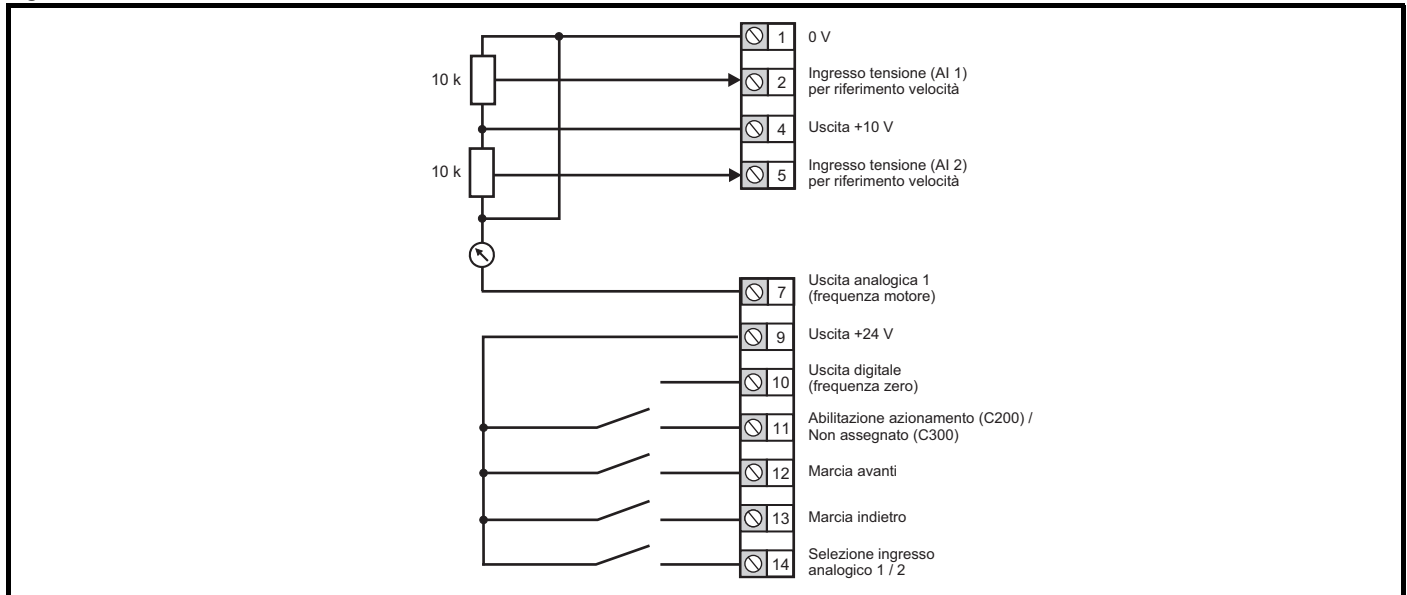 1 0 V
10 k
2 Ingresso tensione (AI 1)
per riferimento velocità
4 Uscita +10 V
10 k
5 Ingresso tensione (AI 2)
per riferimento velocità
7 Uscita analogica 1
(frequenza motore)
9 Uscita +24 V
10 Uscita digitale
(frequenza zero)
11 Abilitazione azionamento (C200) /
Non assegnato (C300)
12 Marcia avanti
13 Marcia indietro
14 Selezione ingresso
analogico 1 / 2